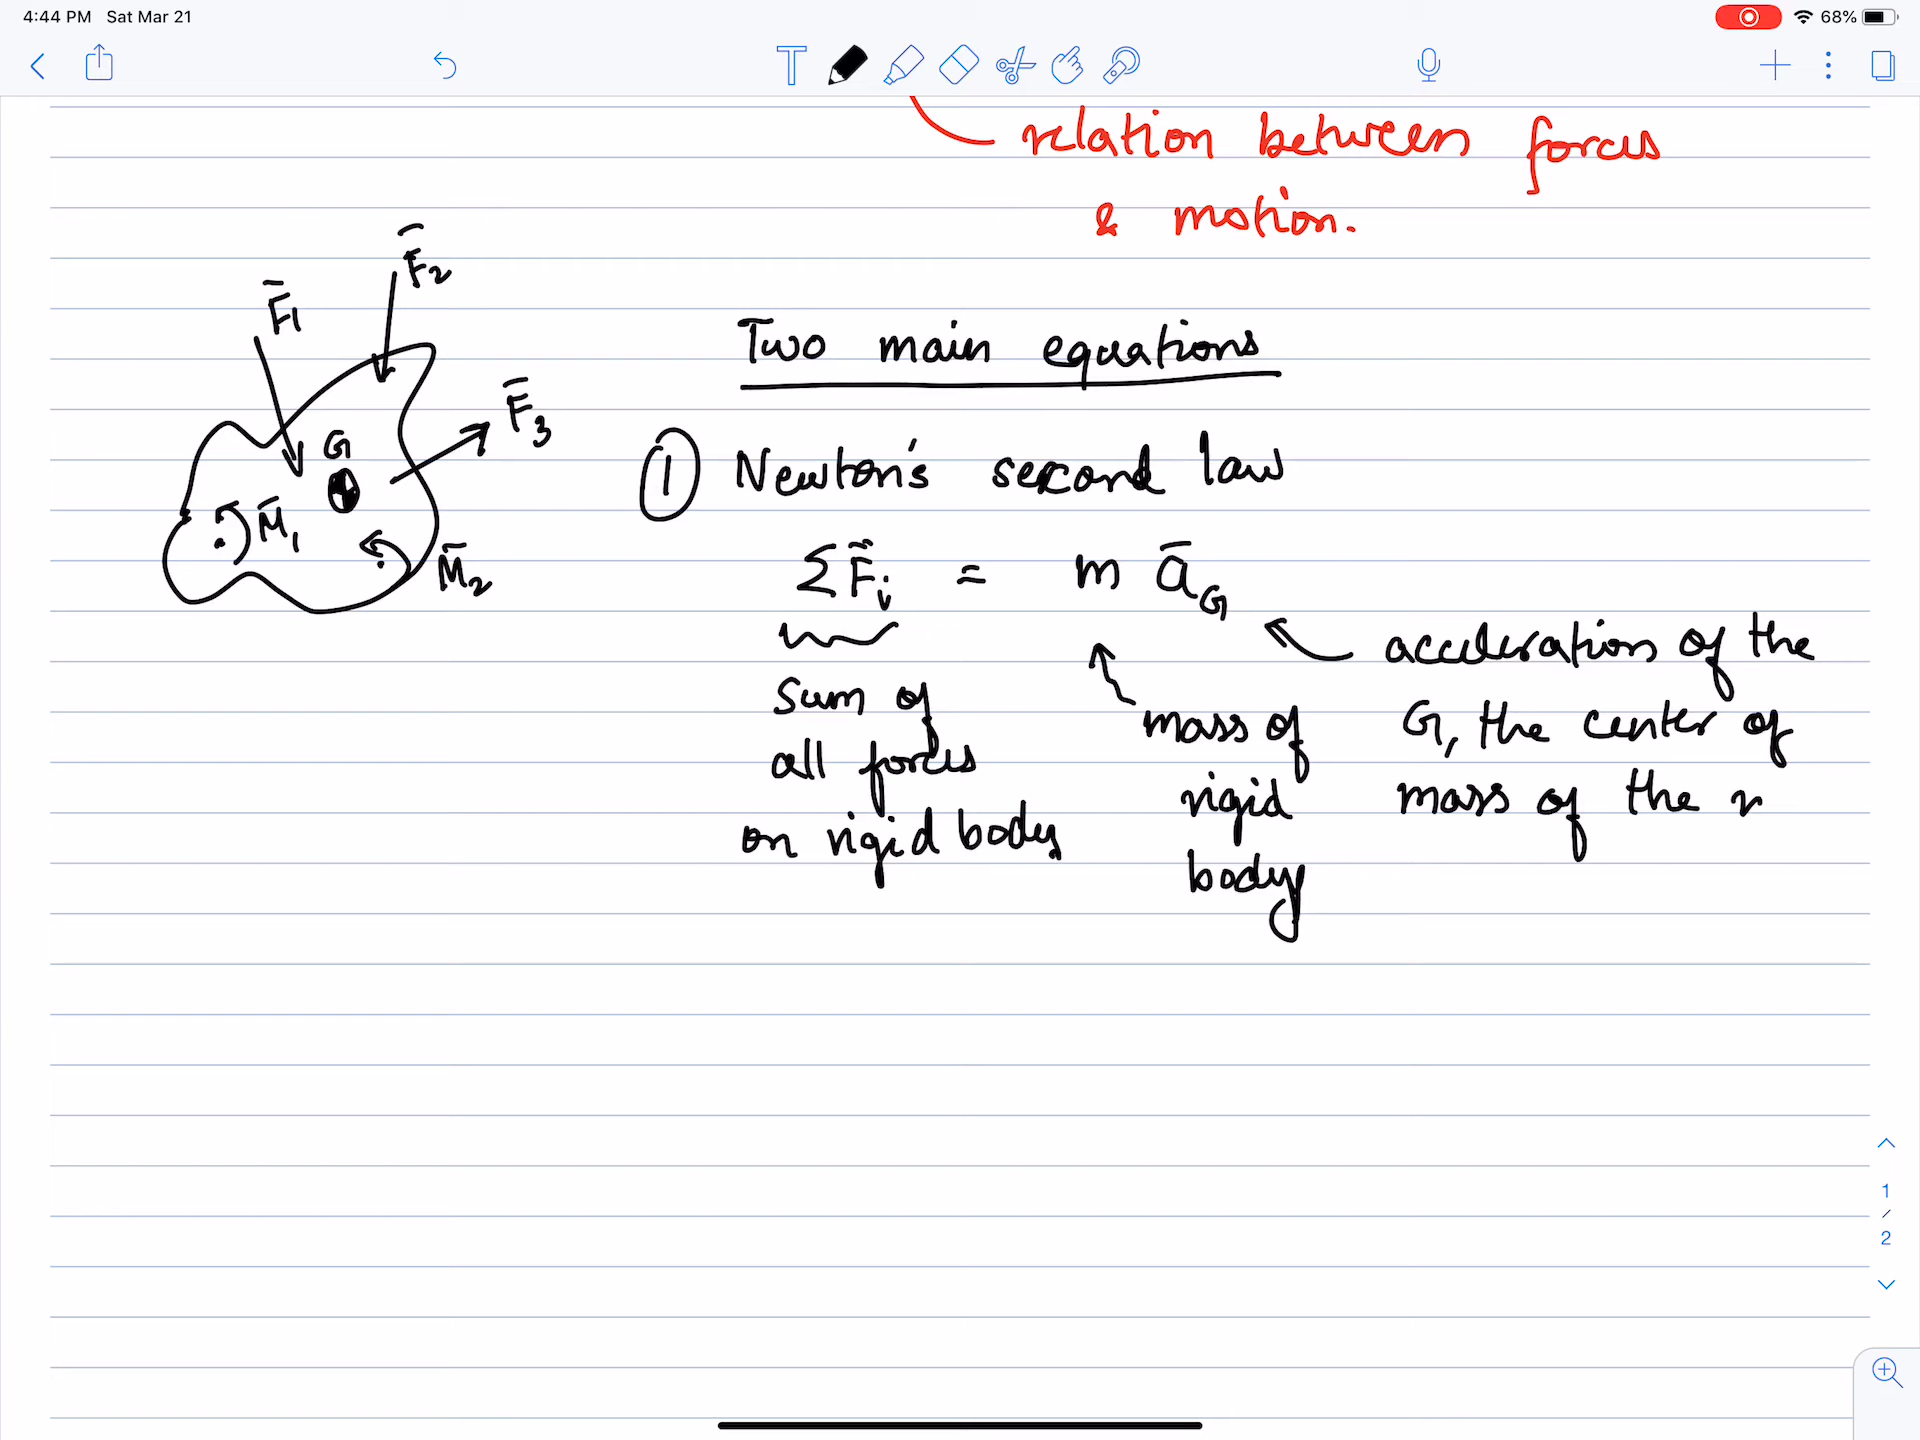 4:44 PM Sat Mar 21
68%
T
relation between forces
& motion.
F̄1
F̄2
F̄3
G
M̄1
M̄2
Two main equations
① Newton's second law
ΣF̄i = m āG
sum of
all forces
on rigid body
mass of
rigid
body
acceleration of the
G, the center of
mass of the r
1
/
2